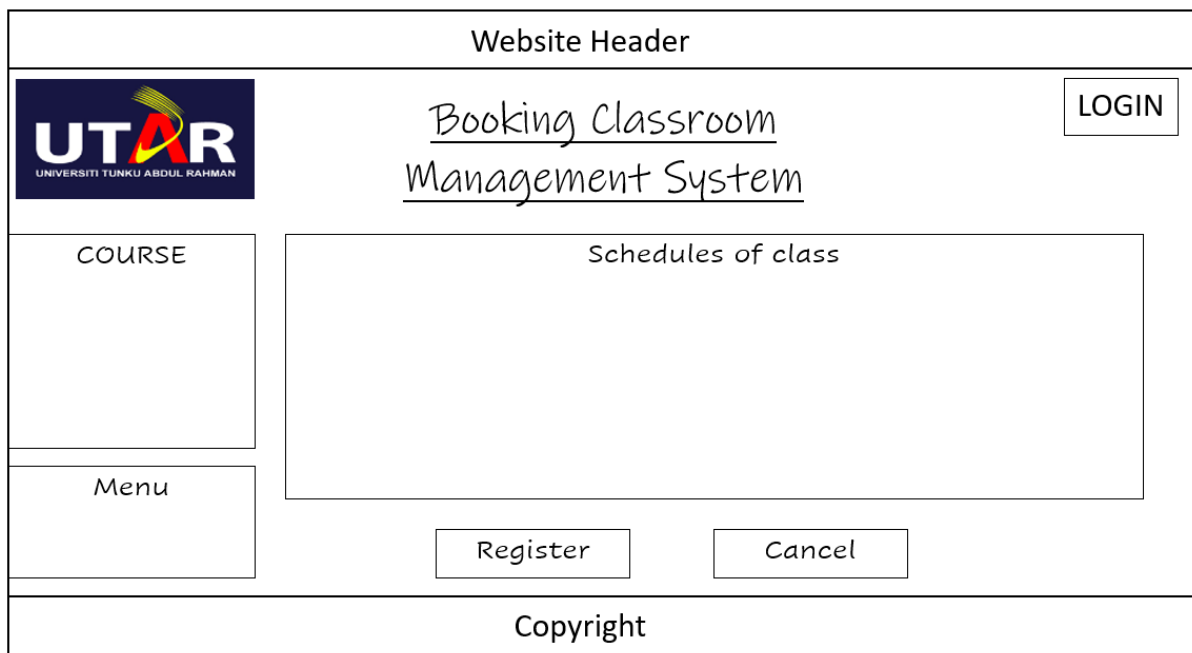 Website Header
UTAR
UNIVERSITI TUNKU ABDUL RAHMAN
Booking Classroom
Management System
LOGIN
COURSE
Schedules of class
Menu
Register
Cancel
Copyright